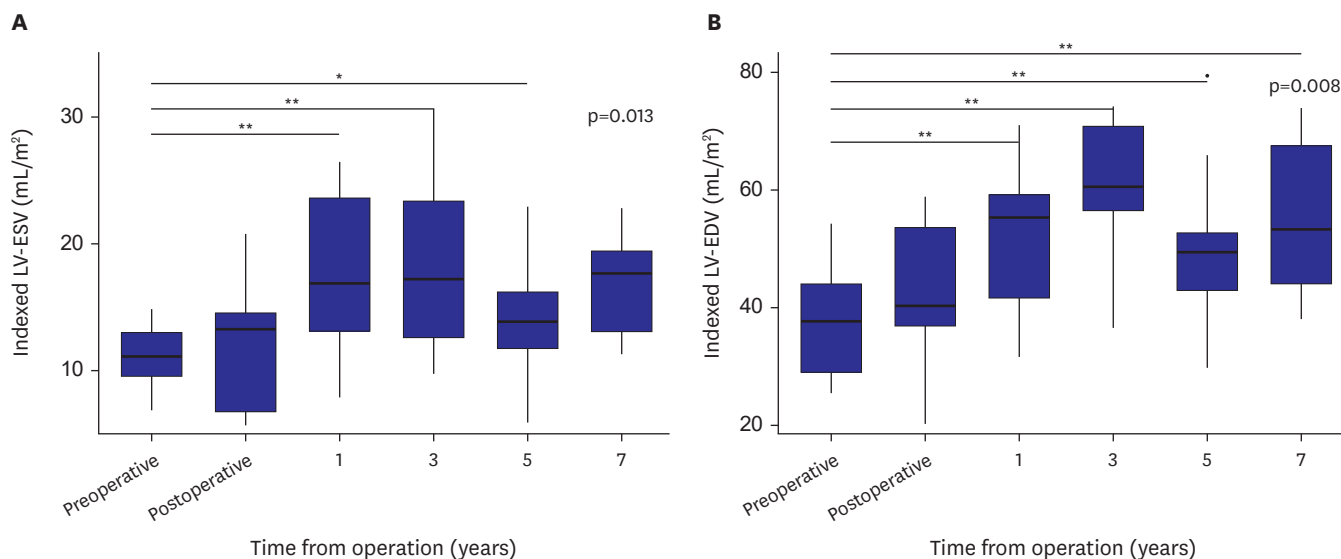 A
Indexed LV-ESV (mL/m²)
30
20
10
*
**
**
p=0.013
Preoperative
Postoperative
1
3
5
7
Time from operation (years)
B
Indexed LV-EDV (mL/m²)
80
60
40
20
**
**
**
**
p=0.008
Preoperative
Postoperative
1
3
5
7
Time from operation (years)